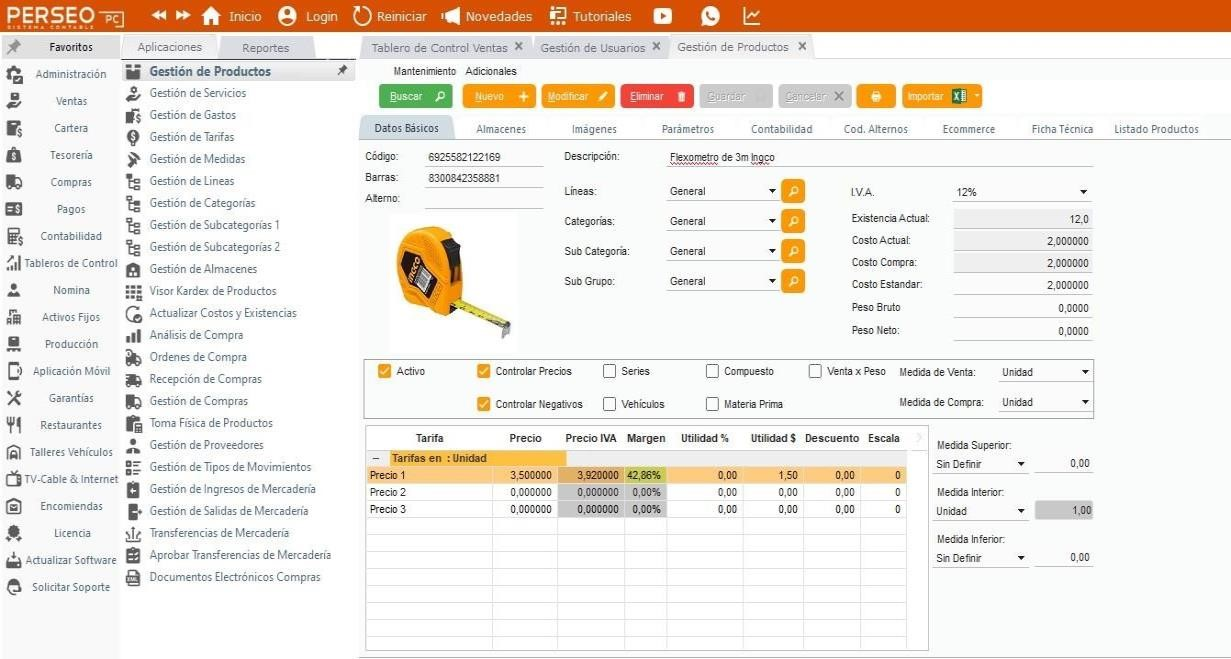 PERSEO PC
SISTEMA CONTABLE
Inicio
Login
Reiniciar
Novedades
Tutoriales
Favoritos
Administración
Ventas
Cartera
Tesorería
Compras
Pagos
Contabilidad
Tableros de Control
Nomina
Activos Fijos
Producción
Aplicación Móvil
Garantías
Restaurantes
Talleres Vehículos
TV-Cable & Internet
Encomiendas
Licencia
Actualizar Software
Solicitar Soporte
Aplicaciones
Reportes
Gestión de Productos
Gestión de Servicios
Gestión de Gastos
Gestión de Tarifas
Gestión de Medidas
Gestión de Lineas
Gestión de Categorías
Gestión de Subcategorías 1
Gestión de Subcategorías 2
Gestión de Almacenes
Visor Kardex de Productos
Actualizar Costos y Existencias
Análisis de Compra
Ordenes de Compra
Recepción de Compras
Gestión de Compras
Toma Física de Productos
Gestión de Proveedores
Gestión de Tipos de Movimientos
Gestión de Ingresos de Mercadería
Gestión de Salidas de Mercadería
Transferencias de Mercadería
Aprobar Transferencias de Mercadería
Documentos Electrónicos Compras
Tablero de Control Ventas
Gestión de Usuarios
Gestión de Productos
Mantenimiento Adicionales
Buscar
Nuevo
Modificar
Eliminar
Guardar
Cancelar
Importar
Datos Básicos
Almacenes
Imágenes
Parámetros
Contabilidad
Cod. Alternos
Ecommerce
Ficha Técnica
Listado Productos
Código: 6925582122169
Barras: 8300842358881
Alterno:
INGCO
Descripción: Flexometro de 3m Ingco
Líneas: General
Categorías: General
Sub Categoría: General
Sub Grupo: General
I.V.A. 12%
Existencia Actual: 12,0
Costo Actual: 2,000000
Costo Compra: 2,000000
Costo Estandar: 2,000000
Peso Bruto 0,0000
Peso Neto: 0,0000
Activo Controlar Precios Series Compuesto Venta x Peso Medida de Venta: Unidad
Controlar Negativos Vehículos Materia Prima Medida de Compra: Unidad
Tarifa Precio Precio IVA Margen Utilidad % Utilidad $ Descuento Escala
Tarifas en : Unidad
Precio 1 3,500000 3,920000 42,86% 0,00 1,50 0,00 0
Precio 2 0,000000 0,000000 0,00% 0,00 0,00 0,00 0
Precio 3 0,000000 0,000000 0,00% 0,00 0,00 0,00 0
Medida Superior:
Sin Definir 0,00
Medida Interior:
Unidad 1,00
Medida Inferior:
Sin Definir 0,00